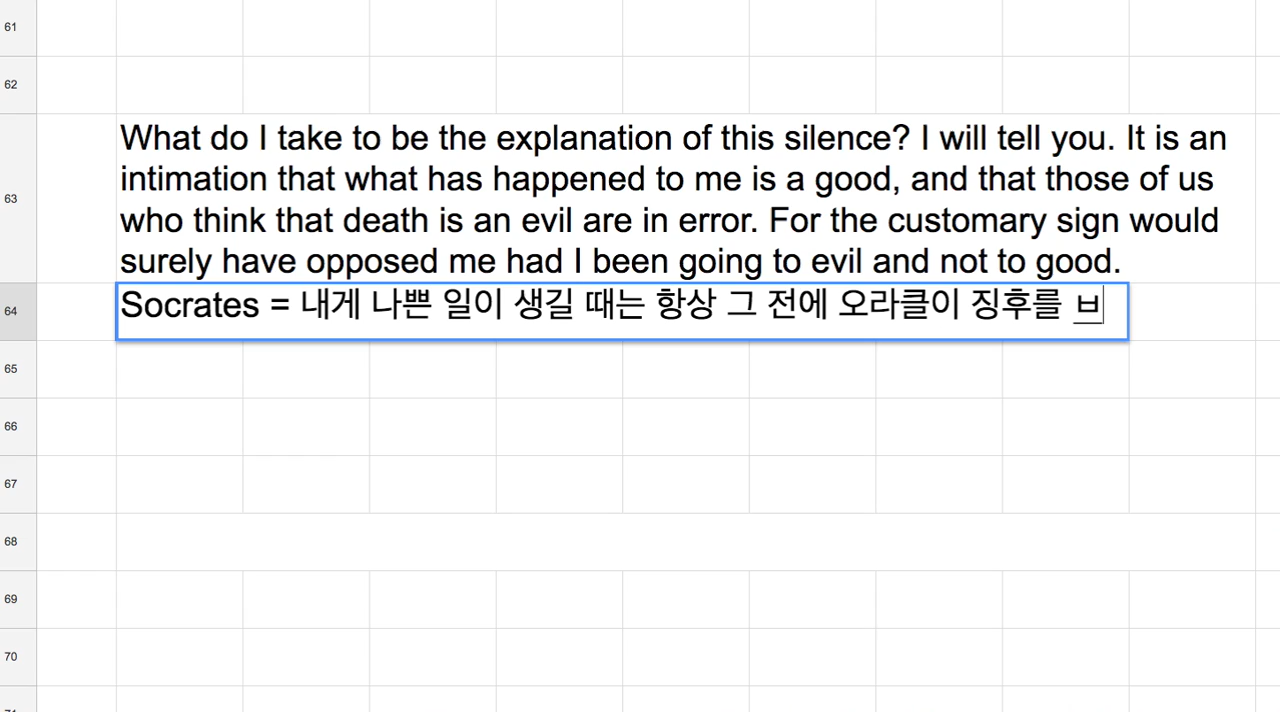 61
62
63
What do I take to be the explanation of this silence? I will tell you. It is an
intimation that what has happened to me is a good, and that those of us
who think that death is an evil are in error. For the customary sign would
surely have opposed me had I been going to evil and not to good.
64
Socrates = 내게 나쁜 일이 생길 때는 항상 그 전에 오라클이 징후를 ㅂ
65
66
67
68
69
70